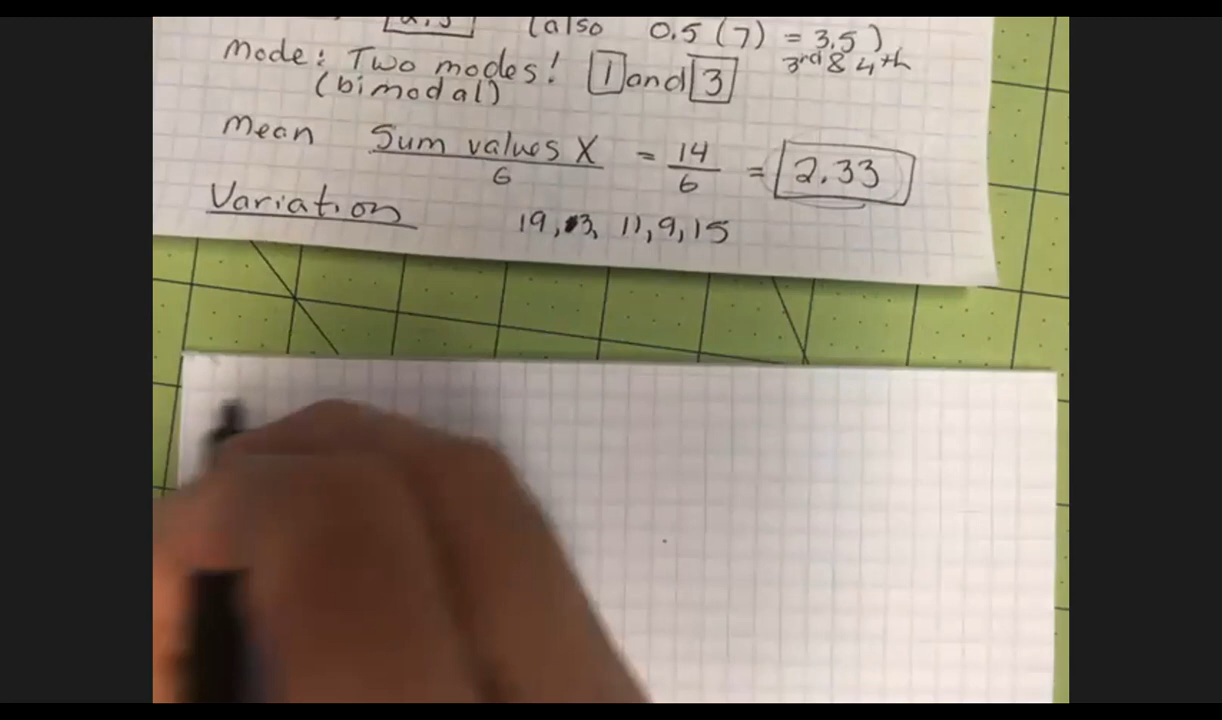 (also 0.5 (7) = 3.5)
3rd & 4th
mode: Two modes! 1 and 3
(bimodal)
mean Sum values X / 6 = 14 / 6 = 2.33
Variation 19, 13, 11, 9, 15